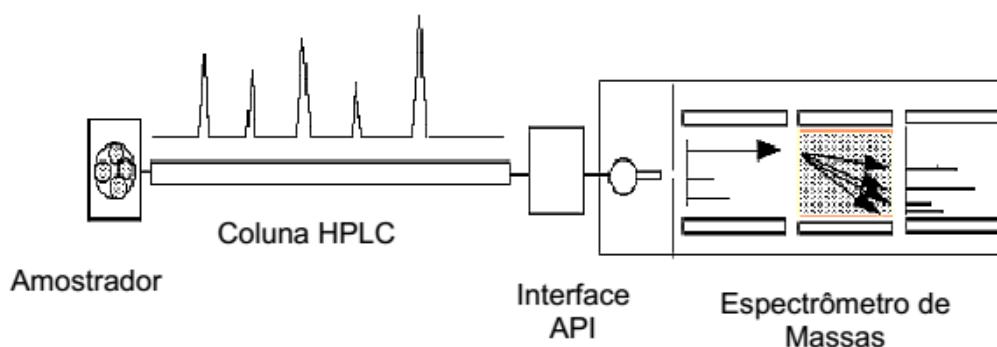 Coluna HPLC
Amostrador
Interface
API
Espectrômetro de
Massas